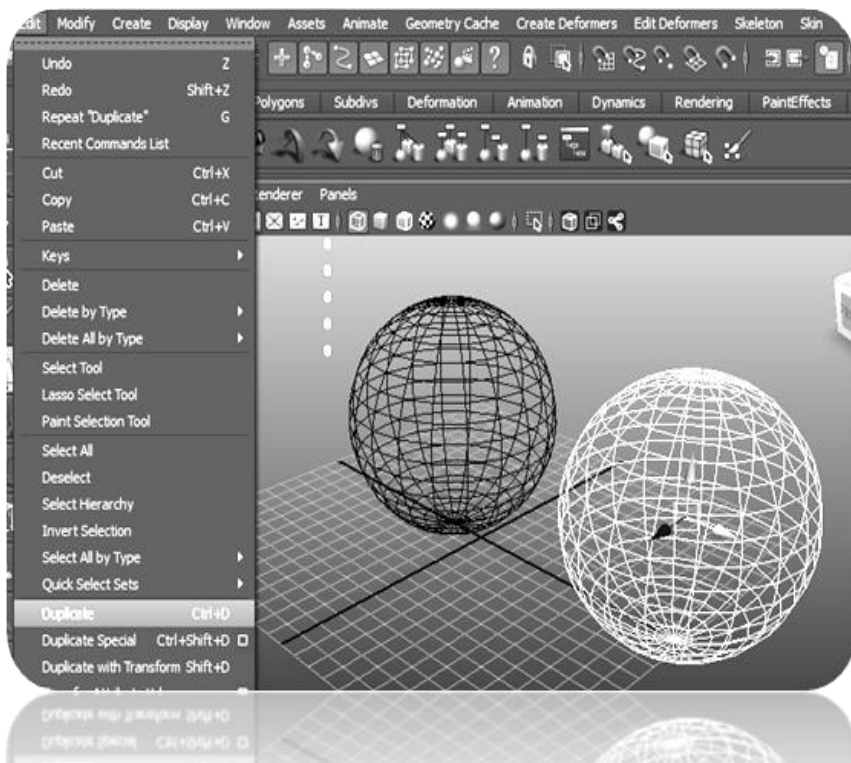 Edit Modify Create Display Window Assets Animate Geometry Cache Create Deformers Edit Deformers Skeleton Skin
Undo Z
Redo Shift+Z
Repeat "Duplicate" G
Recent Commands List
Cut Ctrl+X
Copy Ctrl+C
Paste Ctrl+V
Keys
Delete
Delete by Type
Delete All by Type
Select Tool
Lasso Select Tool
Paint Selection Tool
Select All
Deselect
Select Hierarchy
Invert Selection
Select All by Type
Quick Select Sets
Duplicate Ctrl+D
Duplicate Special Ctrl+Shift+D
Duplicate with Transform Shift+D
Polygons Subdivs Deformation Animation Dynamics Rendering PaintEffects
Renderer Panels